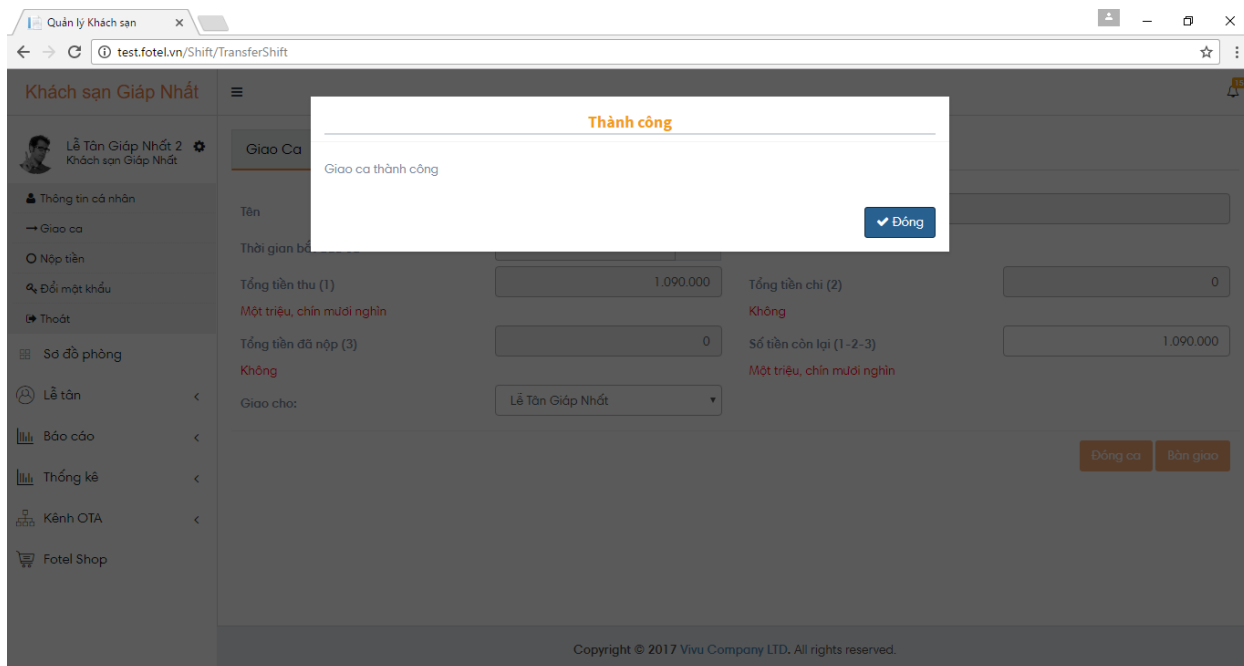 Quản lý Khách sạn
test.fotel.vn/Shift/TransferShift
Khách sạn Giáp Nhất
Lễ Tân Giáp Nhất 2
Khách sạn Giáp Nhất
Thông tin cá nhân
Giao ca
Nộp tiền
Đổi mật khẩu
Thoát
Sơ đồ phòng
Lễ tân
Báo cáo
Thống kê
Kênh OTA
Fotel Shop
Giao Ca
Thành công
Giao ca thành công
Đóng
Tên
Thời gian
Tổng tiền thu (1)
1.090.000
Tổng tiền chi (2)
0
Một triệu, chín mươi nghìn
Không
Tổng tiền đã nộp (3)
0
Số tiền còn lại (1-2-3)
1.090.000
Không
Một triệu, chín mươi nghìn
Giao cho:
Lễ Tân Giáp Nhất
Đóng ca
Bàn giao
Copyright © 2017 Vivu Company LTD. All rights reserved.